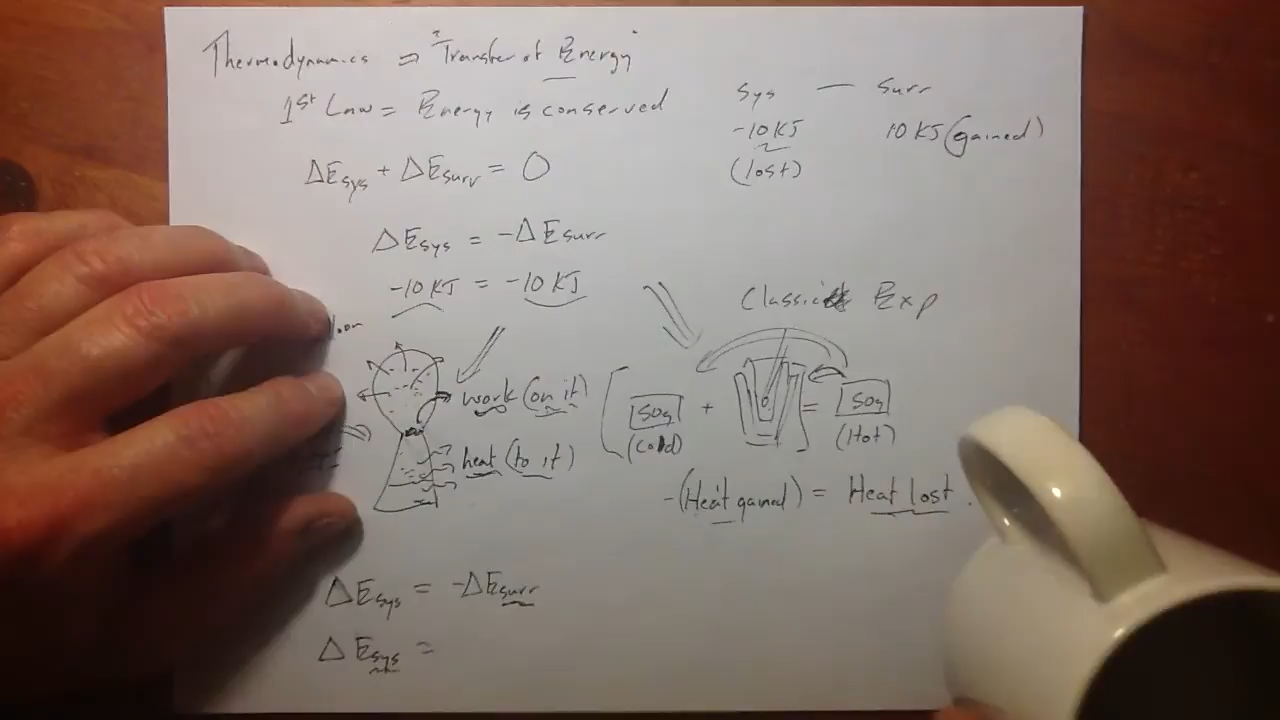 Thermodynamics ⇒ "Transfer of Energy"
1st Law = Energy is conserved
Sys — Surr
-10 KJ 10 KJ (gained)
(lost)
ΔEsys + ΔEsurr = 0
ΔEsys = -ΔEsurr
-10 KJ = -10 KJ
Classic Exp
work (on it)
heat (to it)
50g + = 50g
(cold) (Hot)
-(Heat gained) = Heat lost.
ΔEsys = -ΔEsurr
ΔEsys =